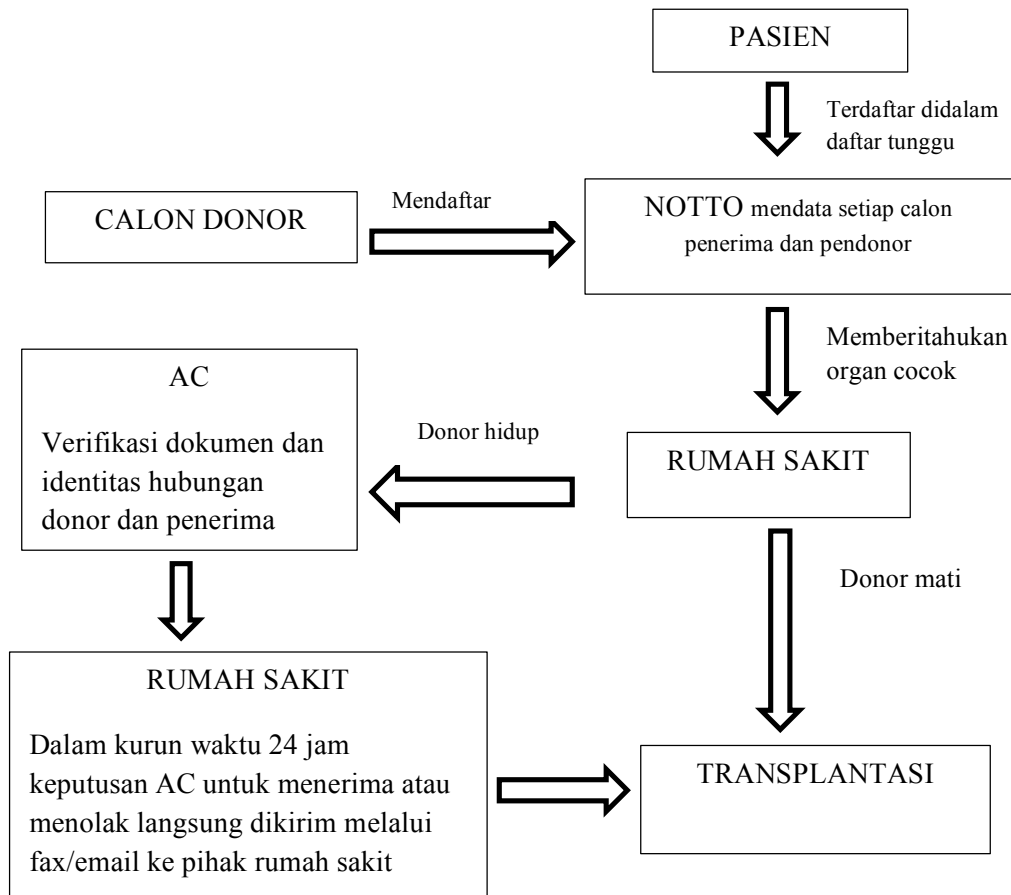 PASIEN
Terdaftar didalam
daftar tunggu
CALON DONOR
Mendaftar
NOTTO mendata setiap calon
penerima dan pendonor
Memberitahukan
organ cocok
AC
Verifikasi dokumen dan
identitas hubungan
donor dan penerima
Donor hidup
RUMAH SAKIT
Donor mati
RUMAH SAKIT
Dalam kurun waktu 24 jam
keputusan AC untuk menerima atau
menolak langsung dikirim melalui
fax/email ke pihak rumah sakit
TRANSPLANTASI